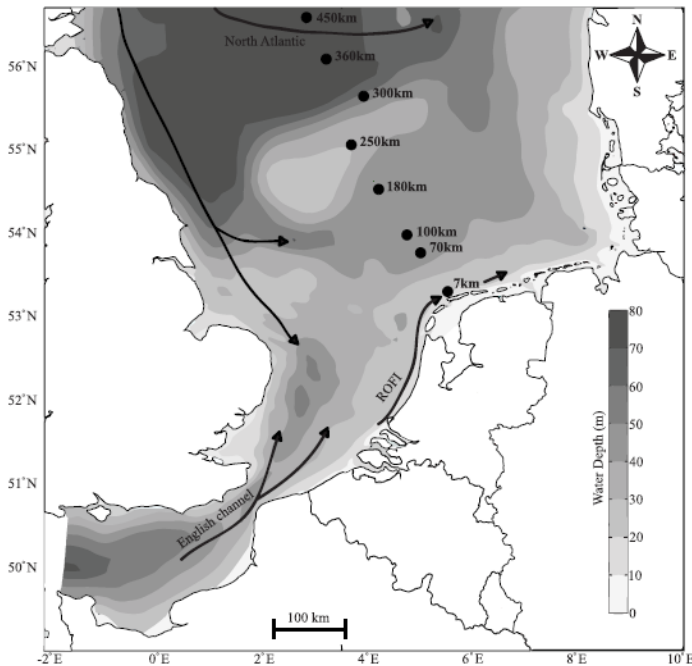 450km
North Atlantic
360km
300km
250km
180km
100km
70km
7km
ROFI
English channel
100 km
N
W E
S
56°N
55°N
54°N
53°N
52°N
51°N
50°N
-2°E 0°E 2°E 4°E 6°E 8°E 10°E
Water Depth (m)
80
70
60
50
40
30
20
10
0